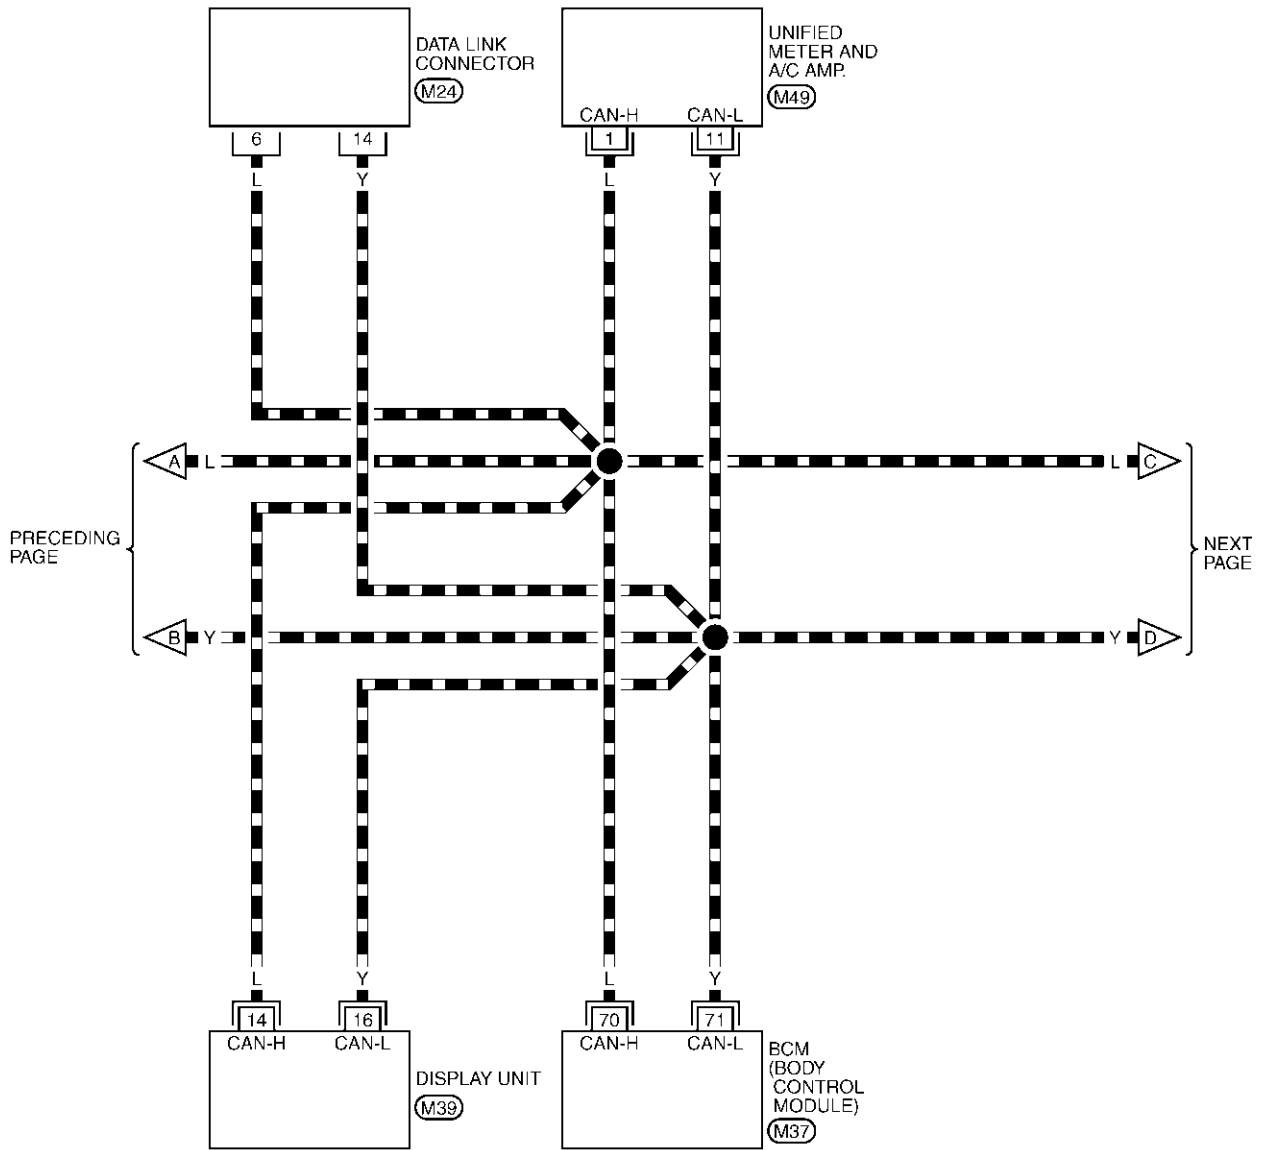 DATA LINK
CONNECTOR
M24
UNIFIED
METER AND
A/C AMP.
M49
CAN-H CAN-L
6 14 1 11
L Y L Y
A L L C
PRECEDING
PAGE
NEXT
PAGE
B Y Y D
L Y L Y
14 16 70 71
CAN-H CAN-L CAN-H CAN-L
DISPLAY UNIT
M39
BCM
(BODY
CONTROL
MODULE)
M37